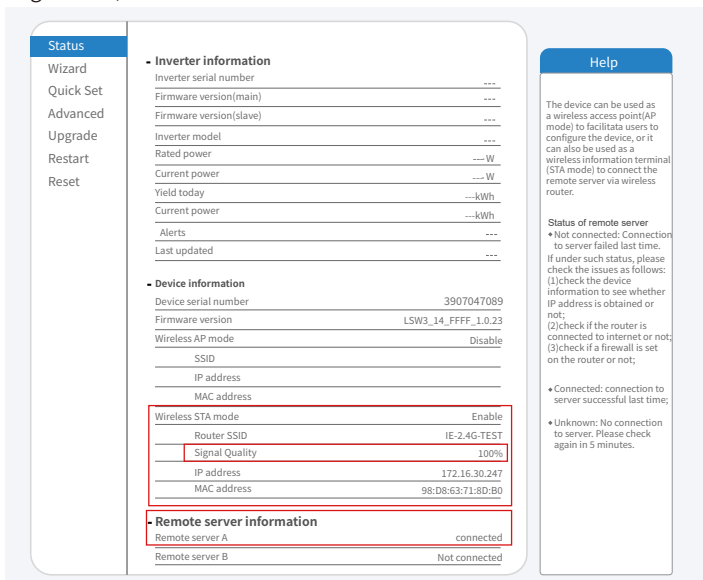 Status
Wizard
Quick Set
Advanced
Upgrade
Restart
Reset
- Inverter information
Inverter serial number ---
Firmware version(main) ---
Firmware version(slave) ---
Inverter model ---
Rated power --- W
Current power --- W
Yield today ---kWh
Current power ---kWh
Alerts ---
Last updated ---
- Device information
Device serial number 3907047089
Firmware version LSW3_14_FFFF_1.0.23
Wireless AP mode Disable
SSID
IP address
MAC address
Wireless STA mode Enable
Router SSID IE-2.4G-TEST
Signal Quality 100%
IP address 172.16.30.247
MAC address 98:D8:63:71:8D:B0
- Remote server information
Remote server A connected
Remote server B Not connected
Help
The device can be used as
a wireless access point(AP
mode) to facilitata users to
configure the device, or it
can also be used as a
wireless information terminal
(STA mode) to connect the
remote server via wireless
router.
Status of remote server
◆Not connected: Connection
to server failed last time.
If under such status, please
check the issues as follows:
(1)check the device
information to see whether
IP address is obtained or
not;
(2)check if the router is
connected to internet or not;
(3)check if a firewall is set
on the router or not;
◆Connected: connection to
server successful last time;
◆Unknown: No connection
to server. Please check
again in 5 minutes.